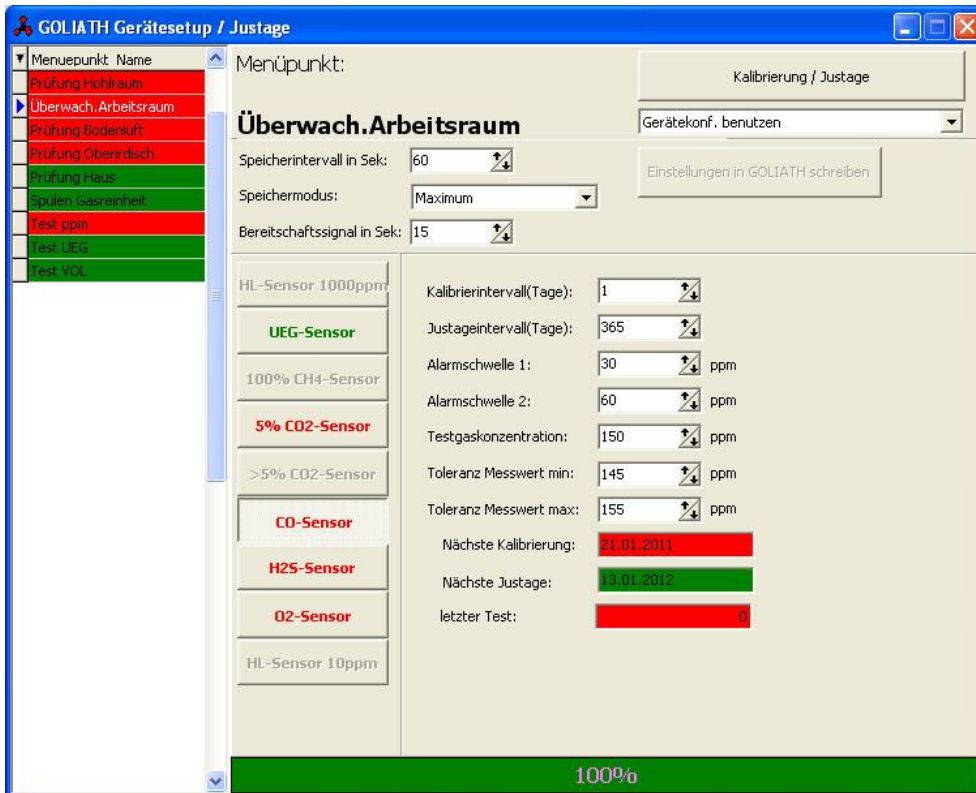 GOLIATH Gerätesetup / Justage
Menuepunkt Name
Prüfung Hohlraum
Überwach.Arbeitsraum
Prüfung Bodenluft
Prüfung Oberirdisch
Prüfung Haus
Spülen Gasreinheit
Test ppm
Test UEG
Test VOL
Menüpunkt:
Kalibrierung / Justage
Überwach.Arbeitsraum
Gerätekonf. benutzen
Speicherintervall in Sek: 60
Einstellungen in GOLIATH schreiben
Speichermodus: Maximum
Bereitschaftssignal in Sek: 15
HL-Sensor 1000ppm
UEG-Sensor
100% CH4-Sensor
5% CO2-Sensor
>5% CO2-Sensor
CO-Sensor
H2S-Sensor
O2-Sensor
HL-Sensor 10ppm
Kalibrierintervall(Tage): 1
Justageintervall(Tage): 365
Alarmschwelle 1: 30 ppm
Alarmschwelle 2: 60 ppm
Testgaskonzentration: 150 ppm
Toleranz Messwert min: 145 ppm
Toleranz Messwert max: 155 ppm
Nächste Kalibrierung: 21.01.2011
Nächste Justage: 13.01.2012
letzter Test: 0
100%